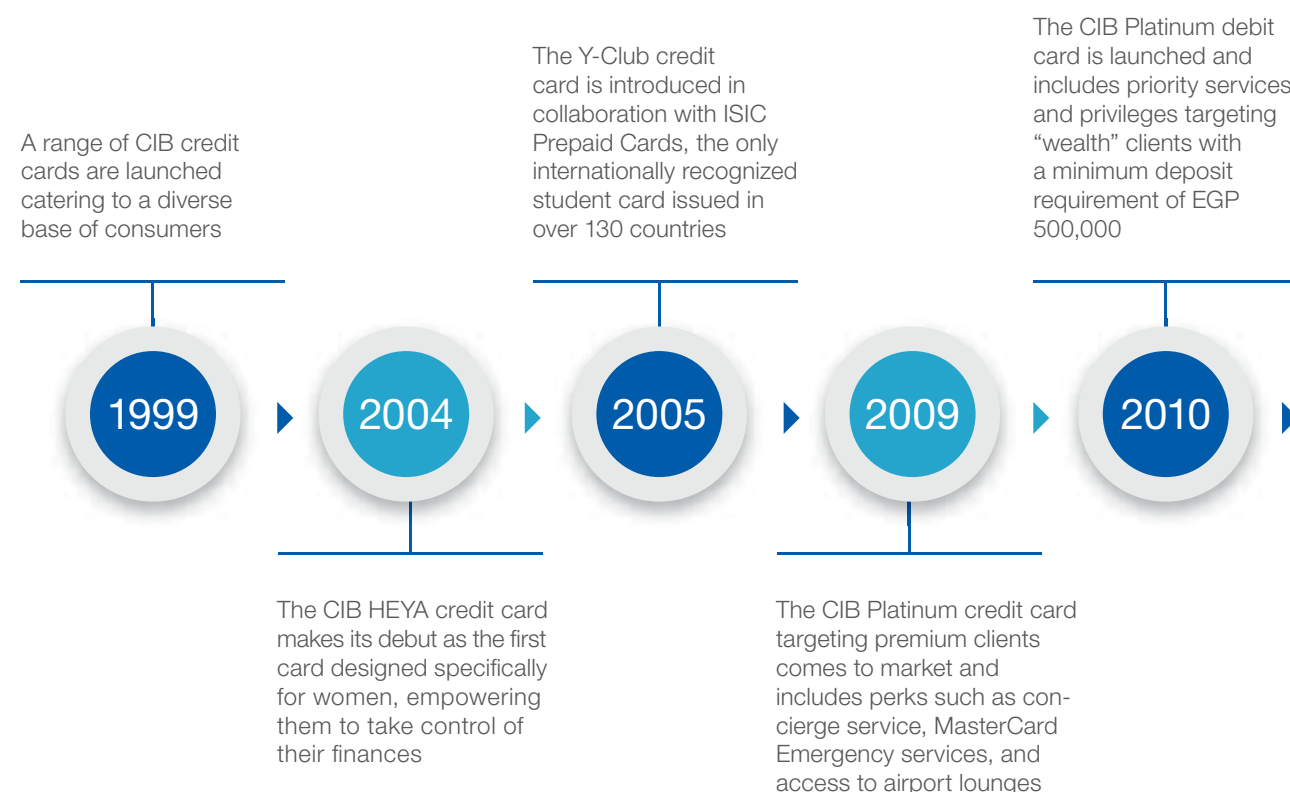 A range of CIB credit
cards are launched
catering to a diverse
base of consumers
1999
2004
The CIB HEYA credit card
makes its debut as the first
card designed specifically
for women, empowering
them to take control of
their finances
The Y-Club credit
card is introduced in
collaboration with ISIC
Prepaid Cards, the only
internationally recognized
student card issued in
over 130 countries
2005
2009
The CIB Platinum credit card
targeting premium clients
comes to market and
includes perks such as con-
cierge service, MasterCard
Emergency services, and
access to airport lounges
The CIB Platinum debit
card is launched and
includes priority services
and privileges targeting
“wealth” clients with
a minimum deposit
requirement of EGP
500,000
2010